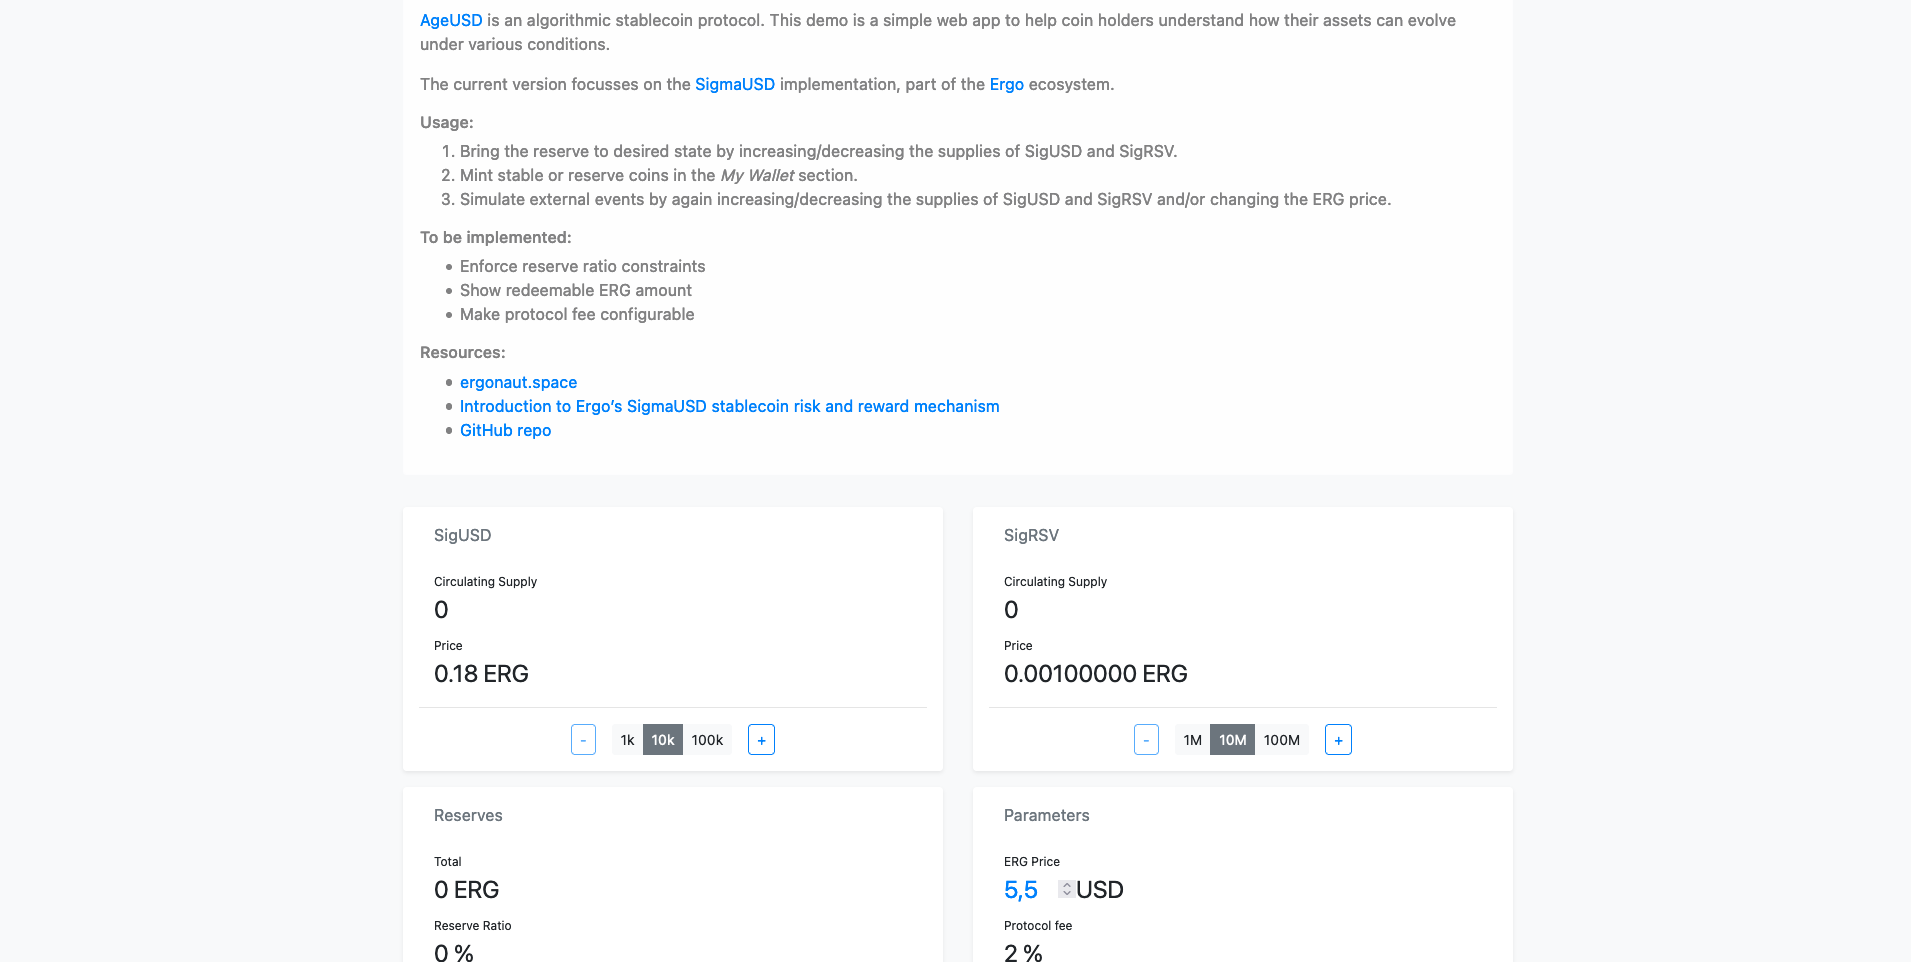 AgeUSD is an algorithmic stablecoin protocol. This demo is a simple web app to help coin holders understand how their assets can evolve
under various conditions.
The current version focusses on the SigmaUSD implementation, part of the Ergo ecosystem.
Usage:
1. Bring the reserve to desired state by increasing/decreasing the supplies of SigUSD and SigRSV.
2. Mint stable or reserve coins in the My Wallet section.
3. Simulate external events by again increasing/decreasing the supplies of SigUSD and SigRSV and/or changing the ERG price.
To be implemented:
• Enforce reserve ratio constraints
• Show redeemable ERG amount
• Make protocol fee configurable
Resources:
• ergonaut.space
• Introduction to Ergo’s SigmaUSD stablecoin risk and reward mechanism
• GitHub repo
SigUSD
Circulating Supply
0
Price
0.18 ERG
- 1k 10k 100k +
SigRSV
Circulating Supply
0
Price
0.00100000 ERG
- 1M 10M 100M +
Reserves
Total
0 ERG
Reserve Ratio
0 %
Parameters
ERG Price
5,5 USD
Protocol fee
2 %